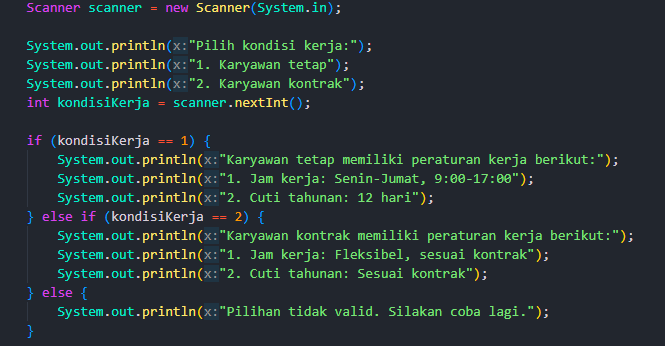 Scanner scanner = new Scanner(System.in);
System.out.println(x:"Pilih kondisi kerja:");
System.out.println(x:"1. Karyawan tetap");
System.out.println(x:"2. Karyawan kontrak");
int kondisiKerja = scanner.nextInt();
if (kondisiKerja == 1) {
System.out.println(x:"Karyawan tetap memiliki peraturan kerja berikut:");
System.out.println(x:"1. Jam kerja: Senin-Jumat, 9:00-17:00");
System.out.println(x:"2. Cuti tahunan: 12 hari");
} else if (kondisiKerja == 2) {
System.out.println(x:"Karyawan kontrak memiliki peraturan kerja berikut:");
System.out.println(x:"1. Jam kerja: Fleksibel, sesuai kontrak");
System.out.println(x:"2. Cuti tahunan: Sesuai kontrak");
} else {
System.out.println(x:"Pilihan tidak valid. Silakan coba lagi.");
}